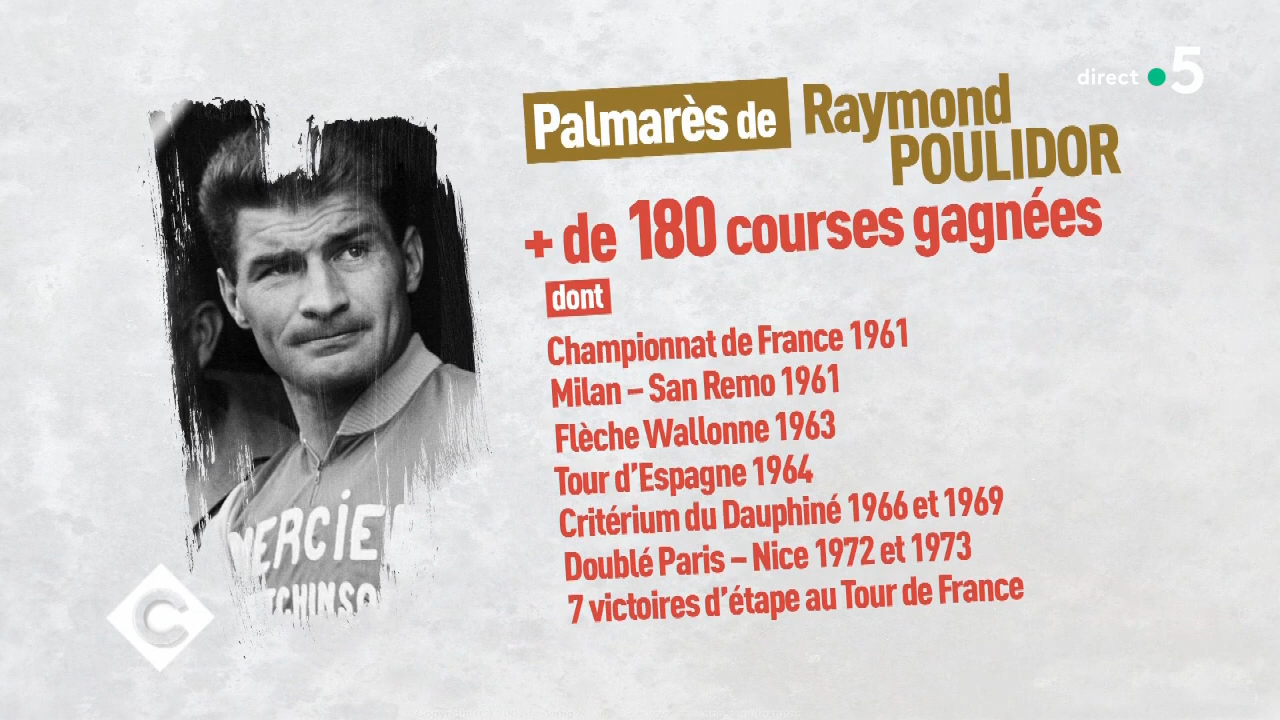 direct 5
Palmarès de Raymond
POULIDOR
+ de 180 courses gagnées
dont
Championnat de France 1961
Milan – San Remo 1961
Flèche Wallonne 1963
Tour d'Espagne 1964
Critérium du Dauphiné 1966 et 1969
Doublé Paris – Nice 1972 et 1973
7 victoires d'étape au Tour de France
MERCIE
TCHINSO
C